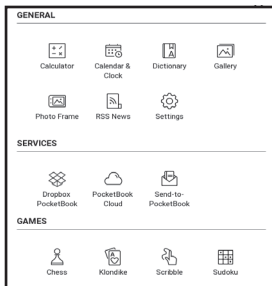 GENERAL
Calculator Calendar & Clock Dictionary Gallery
Photo Frame RSS News Settings
SERVICES
Dropbox PocketBook PocketBook Cloud Send-to-PocketBook
GAMES
Chess Klondike Scribble Sudoku